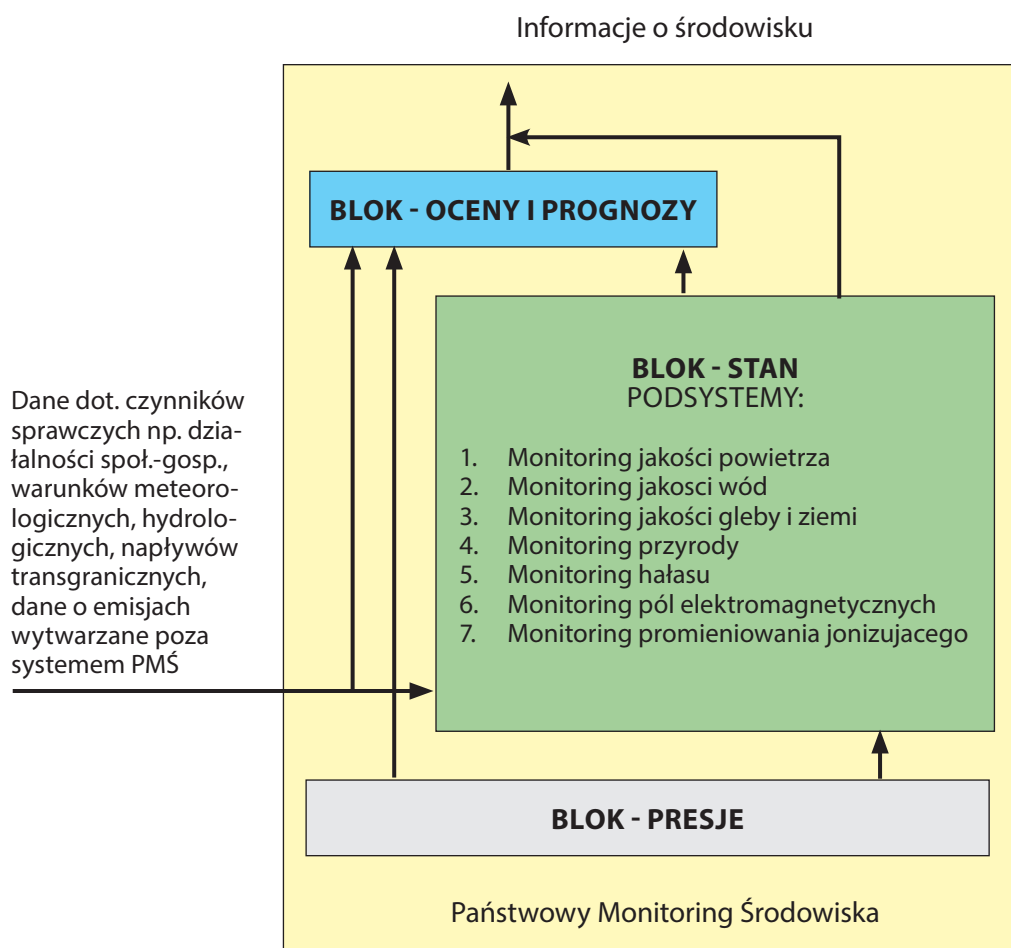 Informacje o środowisku
BLOK - OCENY I PROGNOZY
BLOK - STAN
PODSYSTEMY:
1. Monitoring jakości powietrza
2. Monitoring jakosci wód
3. Monitoring jakości gleby i ziemi
4. Monitoring przyrody
5. Monitoring hałasu
6. Monitoring pól elektromagnetycznych
7. Monitoring promieniowania jonizujacego
Dane dot. czynników
sprawczych np. dzia-
łalności społ.-gosp.,
warunków meteoro-
logicznych, hydrolo-
gicznych, napływów
transgranicznych,
dane o emisjach
wytwarzane poza
systemem PMŚ
BLOK - PRESJE
Państwowy Monitoring Środowiska